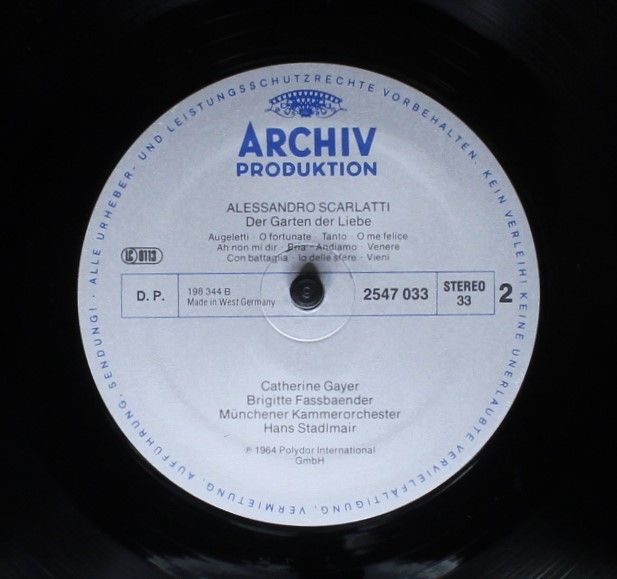 ALLE URHEBER- UND LEISTUNGSSCHUTZRECHTE VORBEHALTEN. KEIN VERLEIH! KEINE UNERLAUBTE VERVIELFÄLTIGUNG, VERMIETUNG, AUFFÜHRUNG, SENDUNG! ·
ARCHIV
PRODUKTION
ALESSANDRO SCARLATTI
Der Garten der Liebe
Augeletti · O fortunate · Tanto · O me felice
Ah non mi dir · Bria · Andiamo · Venere
Con battaglia · Io delle sfere · Vieni
LC 0113
D. P.
198 344 B
Made in West Germany
2547 033
STEREO
33
2
Catherine Gayer
Brigitte Fassbaender
Münchener Kammerorchester
Hans Stadlmair
℗ 1964 Polydor International
GmbH